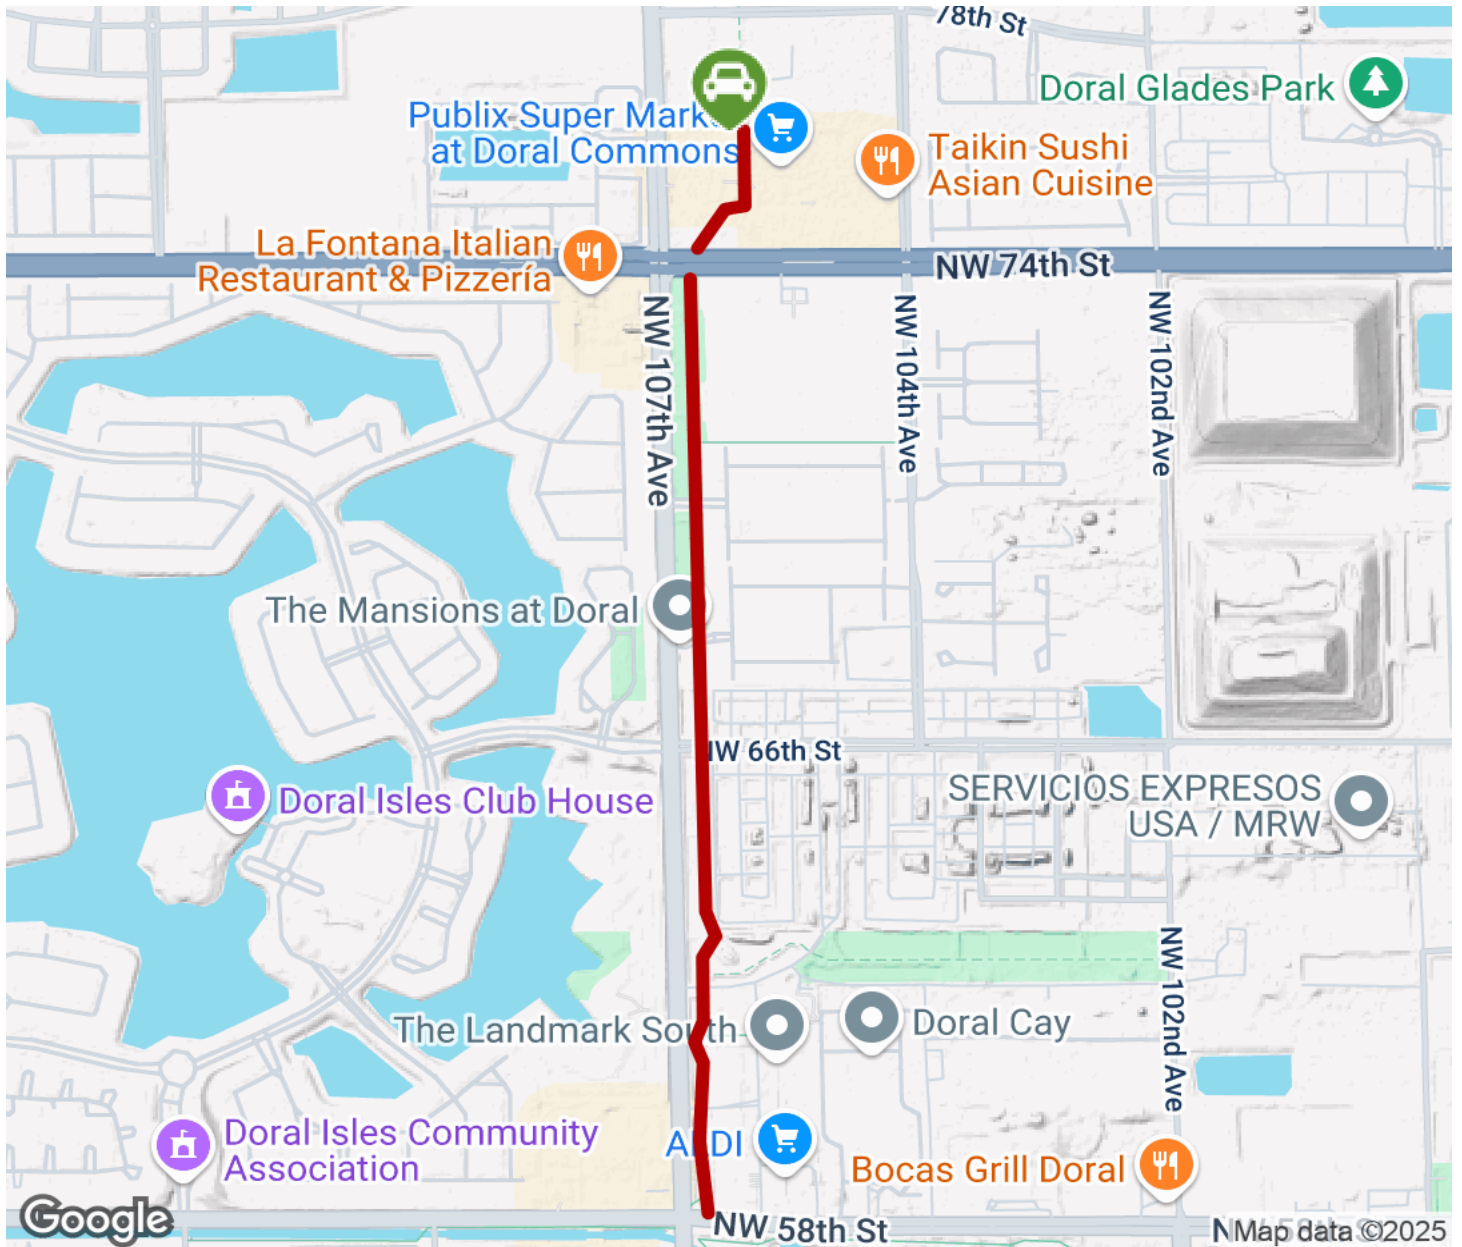 78th St
Doral Glades Park
Publix Super Mark
at Doral Commons
Taikin Sushi
Asian Cuisine
La Fontana Italian
Restaurant & Pizzería
NW 74th St
NW 107th Ave
NW 104th Ave
NW 102nd Ave
The Mansions at Doral
NW 66th St
Doral Isles Club House
SERVICIOS EXPRESOS
USA / MRW
NW 102nd Ave
The Landmark South
Doral Cay
Doral Isles Community
Association
ALDI
Bocas Grill Doral
Google
NW 58th St
Map data ©2025